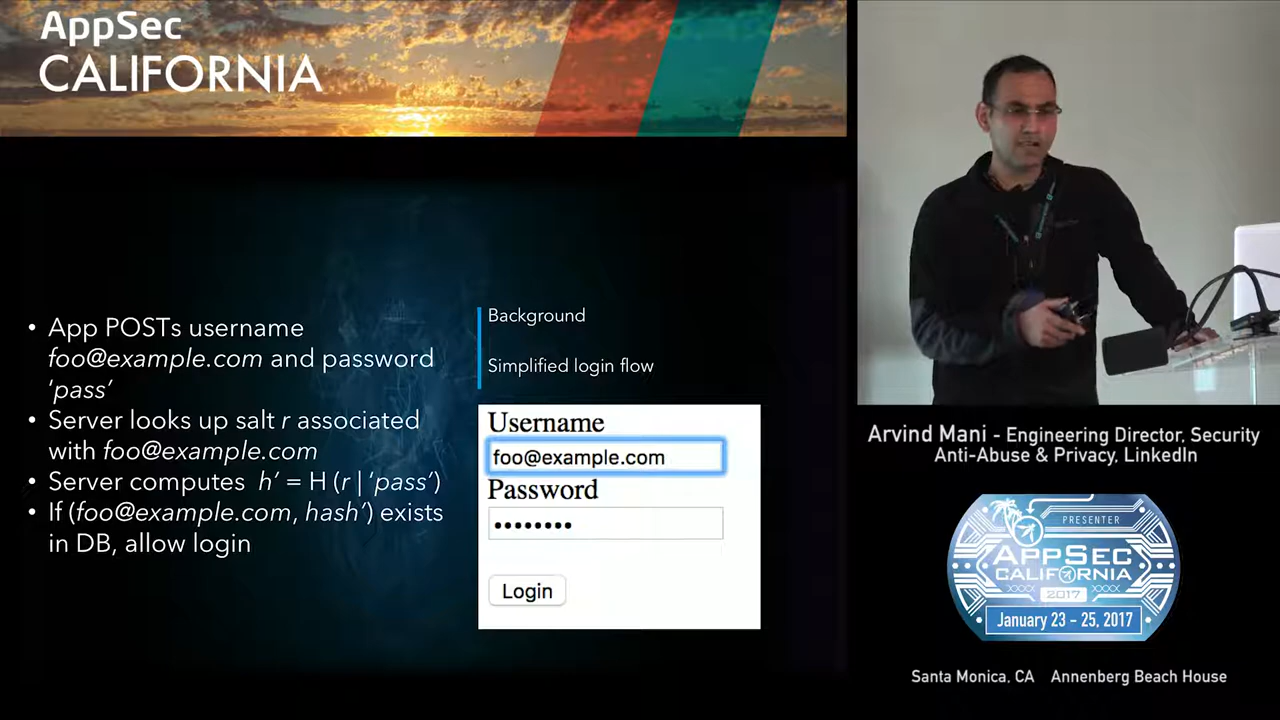 AppSec
CALIFORNIA
• App POSTs username
foo@example.com and password
‘pass’
• Server looks up salt r associated
with foo@example.com
• Server computes h’ = H (r | ‘pass’)
• If (foo@example.com, hash’) exists
in DB, allow login
Background
Simplified login flow
Username
foo@example.com
Password
••••••••
Login
Arvind Mani - Engineering Director, Security
Anti-Abuse & Privacy, LinkedIn
PRESENTER
APPSEC
CALIFORNIA
2017
January 23 - 25, 2017
Santa Monica, CA Annenberg Beach House